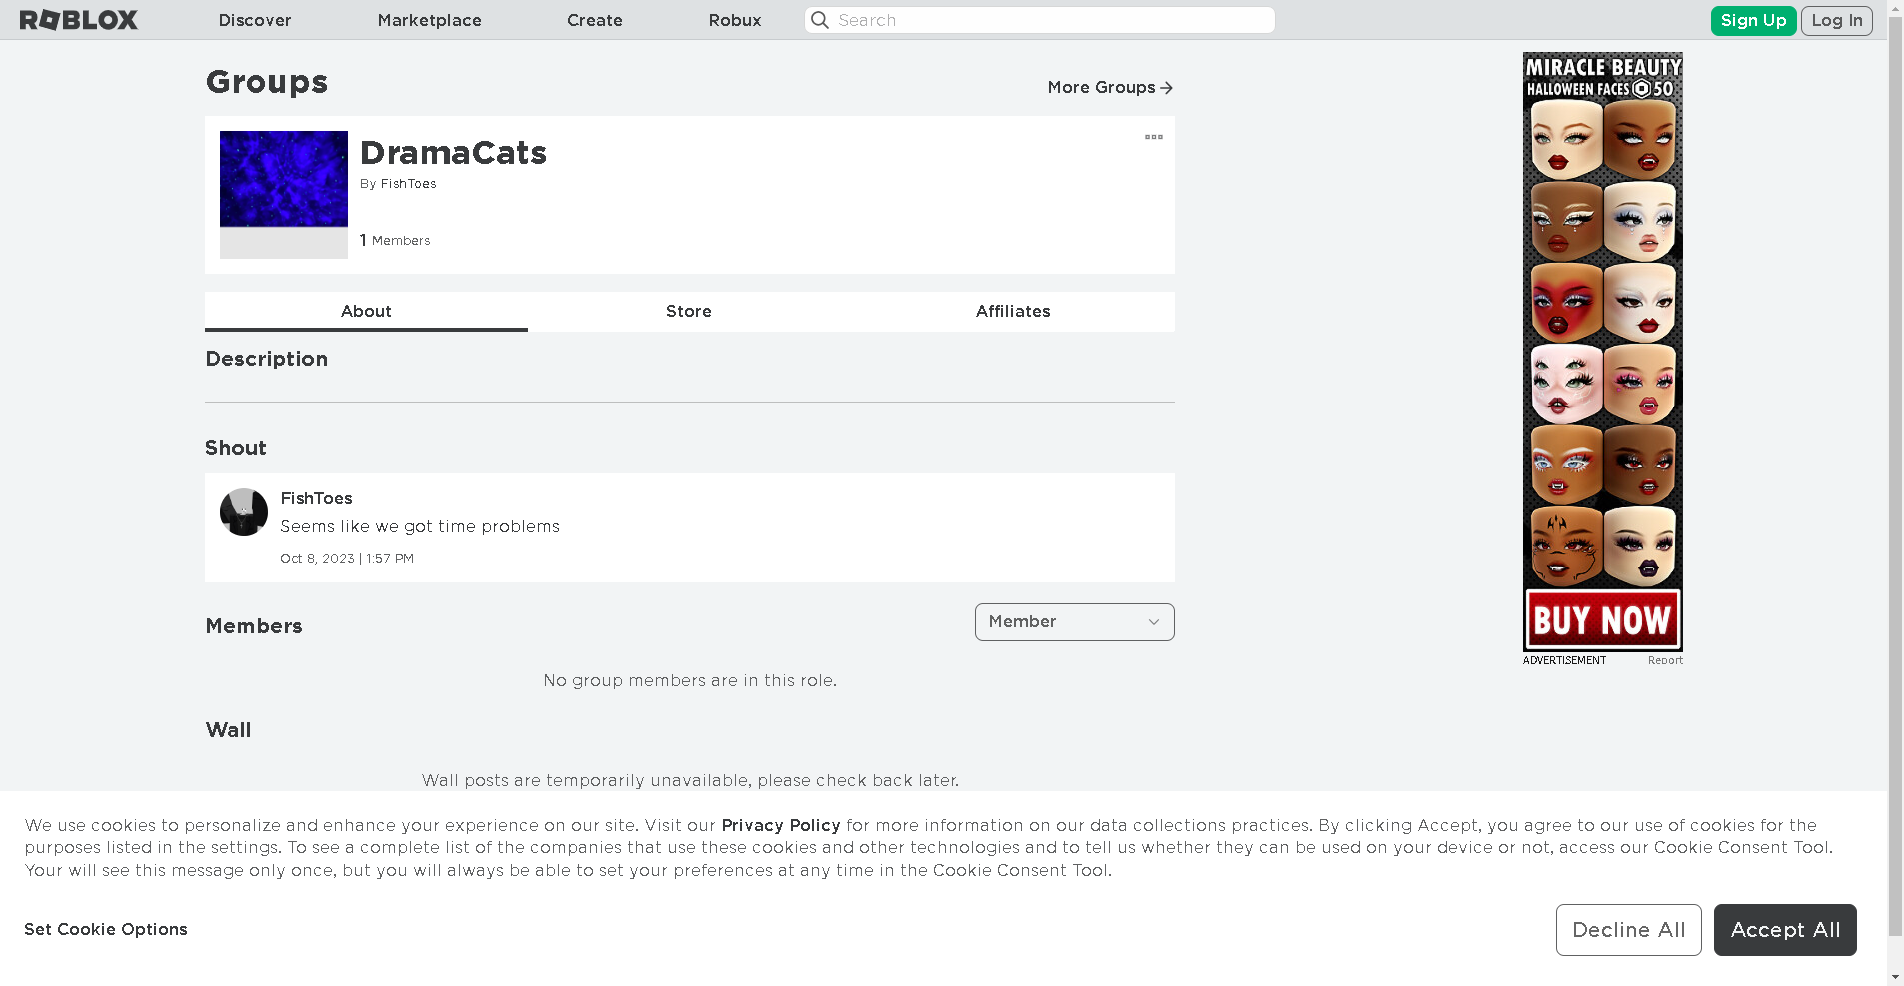 ROBLOX
Discover
Marketplace
Create
Robux
Search
Sign Up
Log In
Groups
More Groups
DramaCats
By FishToes
1 Members
About
Store
Affiliates
Description
Shout
FishToes
Seems like we got time problems
Oct 8, 2023 | 1:57 PM
Members
Member
No group members are in this role.
Wall
Wall posts are temporarily unavailable, please check back later.
MIRACLE BEAUTY
HALLOWEEN FACES 50
BUY NOW
ADVERTISEMENT
Report
We use cookies to personalize and enhance your experience on our site. Visit our Privacy Policy for more information on our data collections practices. By clicking Accept, you agree to our use of cookies for the
purposes listed in the settings. To see a complete list of the companies that use these cookies and other technologies and to tell us whether they can be used on your device or not, access our Cookie Consent Tool.
Your will see this message only once, but you will always be able to set your preferences at any time in the Cookie Consent Tool.
Set Cookie Options
Decline All
Accept All